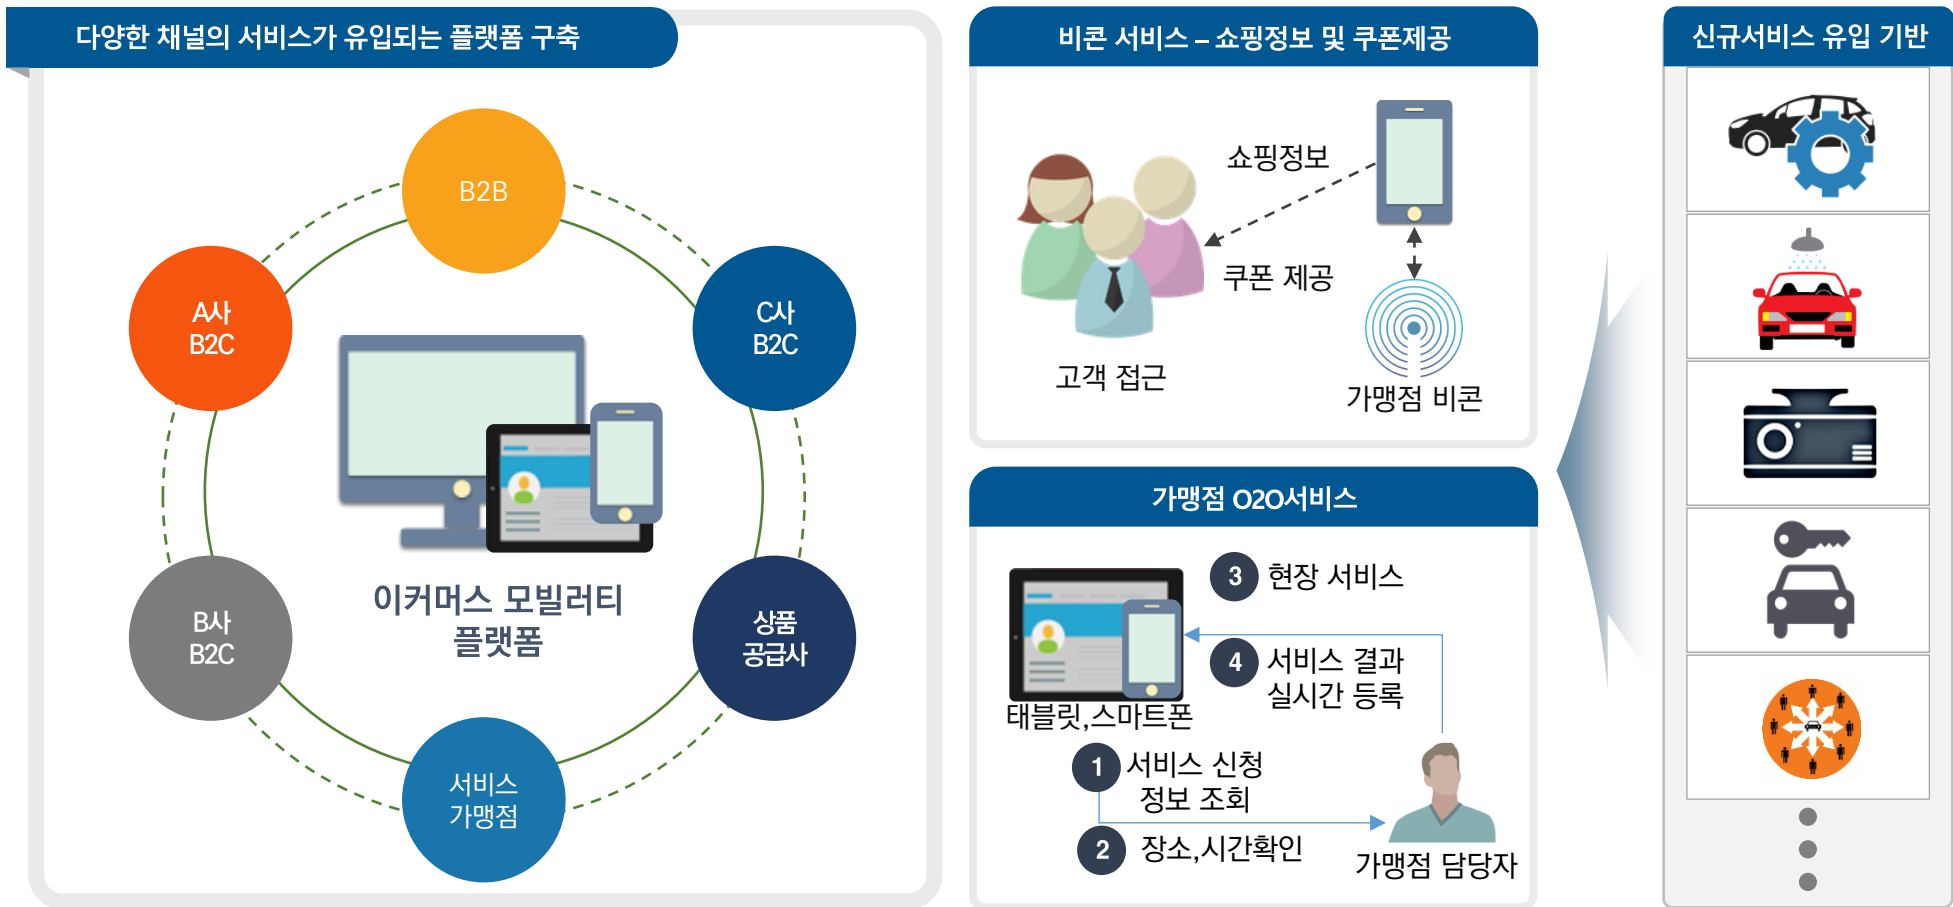 다양한 채널의 서비스가 유입되는 플랫폼 구축
B2B
A사
B2C
C사
B2C
이커머스 모빌러티
플랫폼
B사
B2C
상품
공급사
서비스
가맹점
비콘 서비스 – 쇼핑정보 및 쿠폰제공
쇼핑정보
쿠폰 제공
고객 접근
가맹점 비콘
가맹점 O2O서비스
3 현장 서비스
4 서비스 결과
실시간 등록
태블릿,스마트폰
1 서비스 신청
정보 조회
2 장소,시간확인
가맹점 담당자
신규서비스 유입 기반